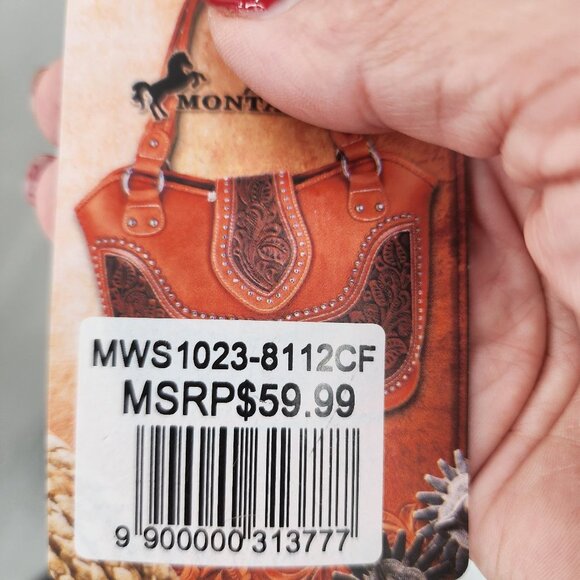 MONTA
MWS1023-8112CF
MSRP$59.99
9 900000 313777